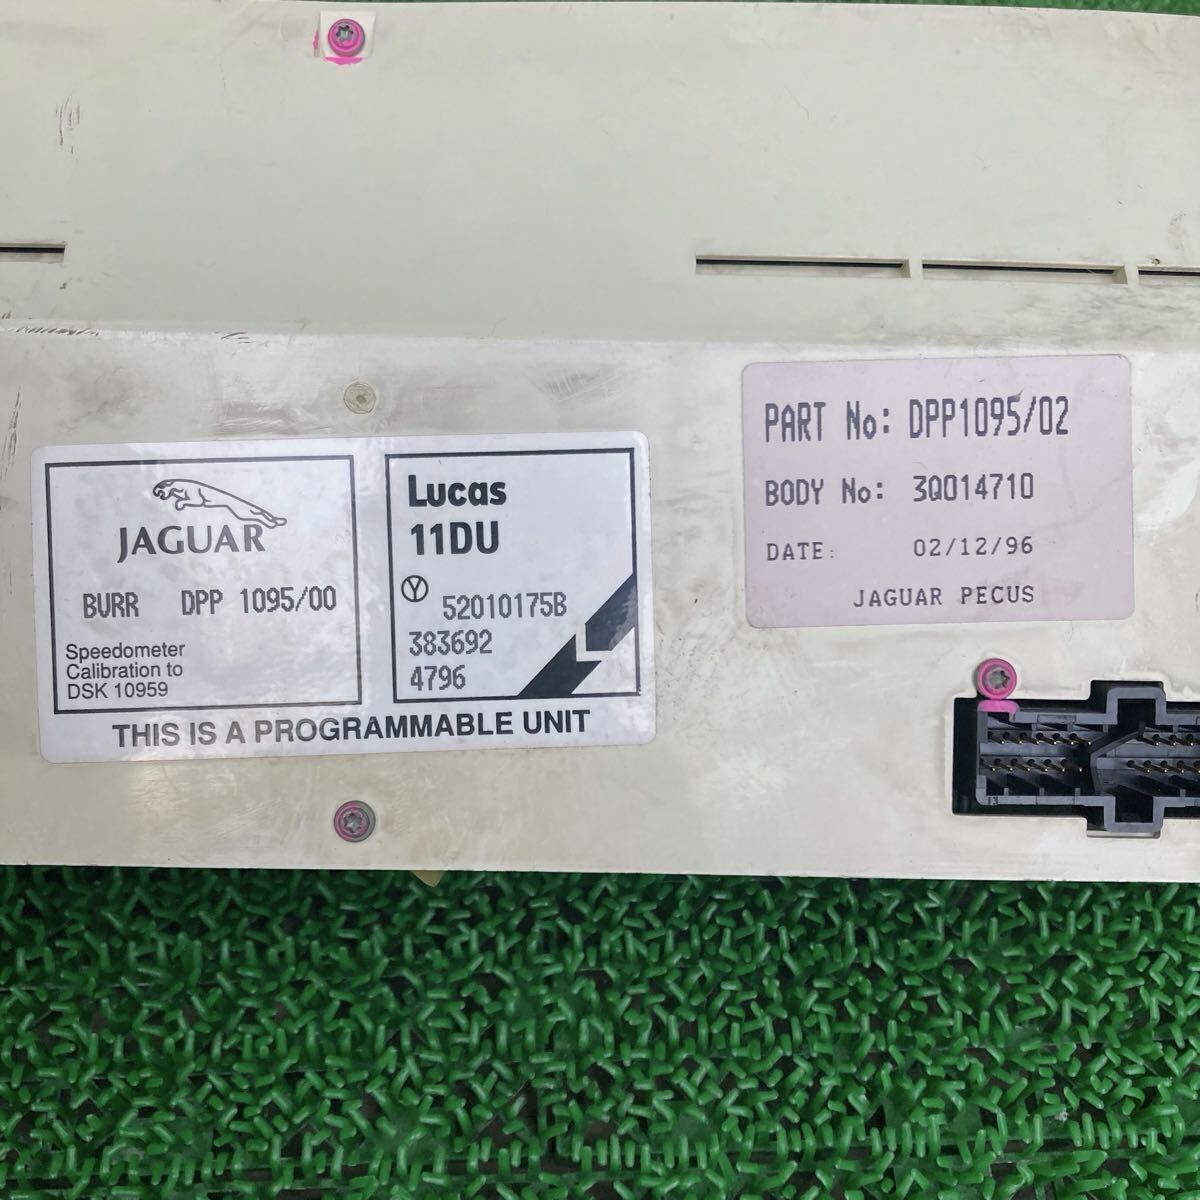 JAGUAR
BURR DPP 1095/00
Speedometer
Calibration to
DSK 10959
Lucas
11DU
Y 52010175B
383692
4796
THIS IS A PROGRAMMABLE UNIT
PART No: DPP1095/02
BODY No: 3Q014710
DATE: 02/12/96
JAGUAR PECUS
13